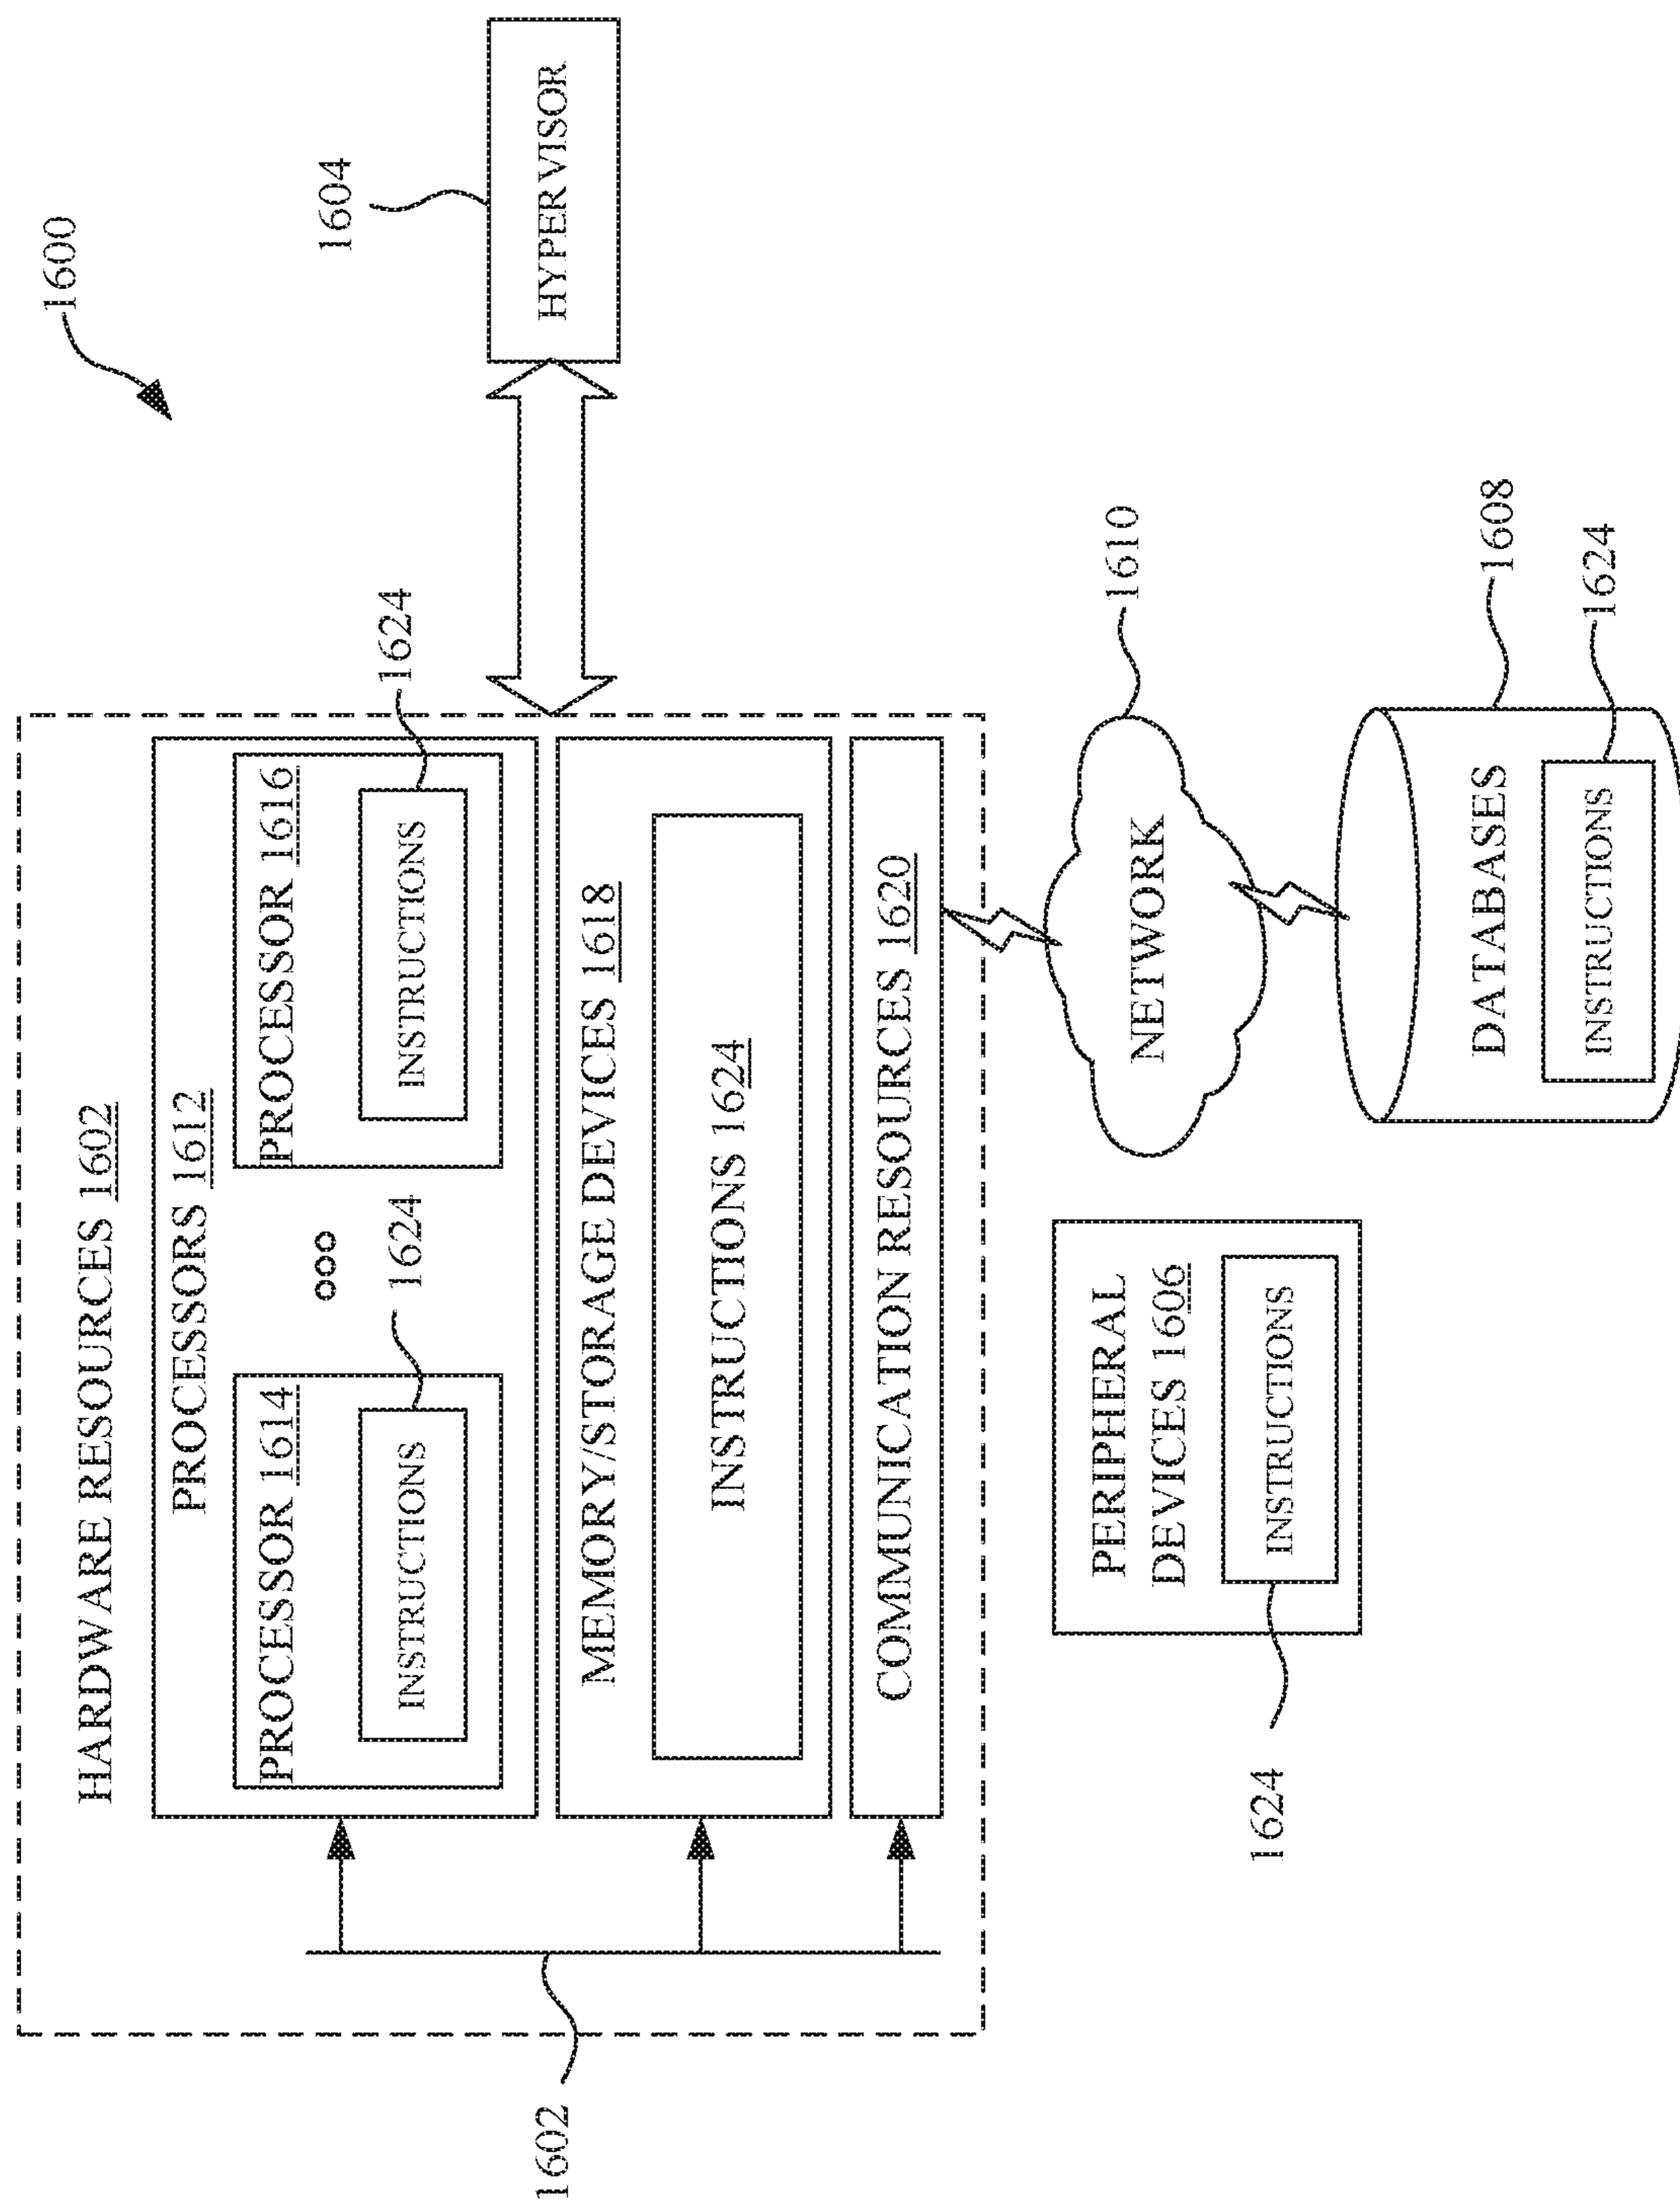 1600
HARDWARE RESOURCES 1602
PROCESSORS 1612
PROCESSOR 1614
INSTRUCTIONS
1624
PROCESSOR 1616
INSTRUCTIONS
1624
1604
HYPERVISOR
MEMORY/STORAGE DEVICES 1618
INSTRUCTIONS 1624
COMMUNICATION RESOURCES 1620
1602
PERIPHERAL
DEVICES 1606
INSTRUCTIONS
1624
NETWORK
1610
DATABASES
1608
INSTRUCTIONS
1624